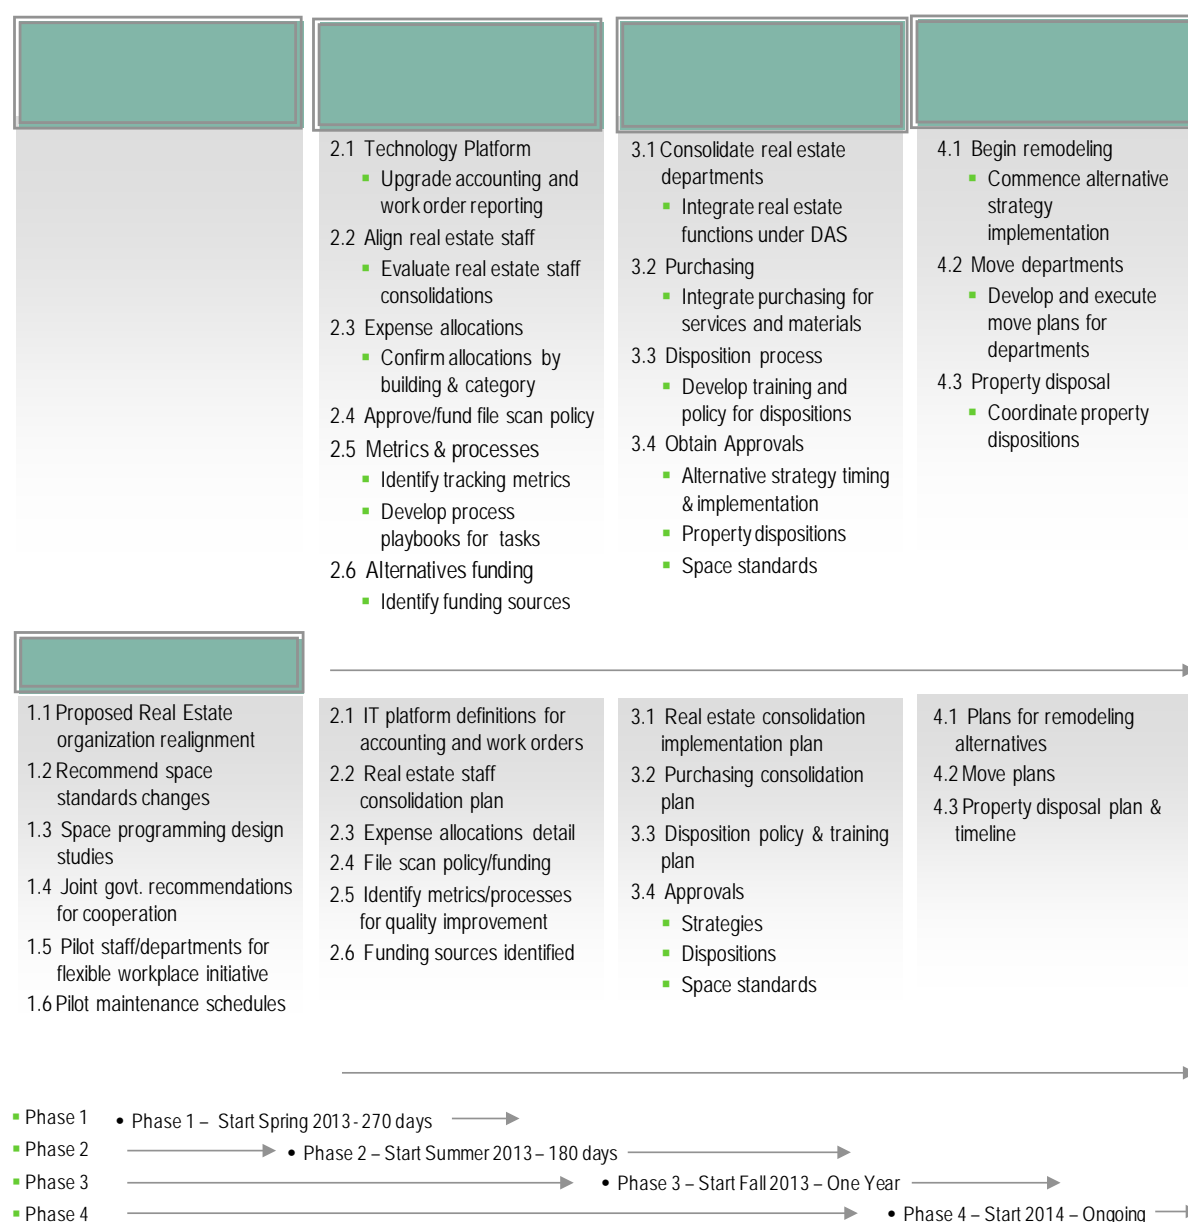 2.1 Technology Platform
▪ Upgrade accounting and
work order reporting
2.2 Align real estate staff
▪ Evaluate real estate staff
consolidations
2.3 Expense allocations
▪ Confirm allocations by
building & category
2.4 Approve/fund file scan policy
2.5 Metrics & processes
▪ Identify tracking metrics
▪ Develop process
playbooks for tasks
2.6 Alternatives funding
▪ Identify funding sources
3.1 Consolidate real estate
departments
▪ Integrate real estate
functions under DAS
3.2 Purchasing
▪ Integrate purchasing for
services and materials
3.3 Disposition process
▪ Develop training and
policy for dispositions
3.4 Obtain Approvals
▪ Alternative strategy timing
& implementation
▪ Property dispositions
▪ Space standards
4.1 Begin remodeling
▪ Commence alternative
strategy
implementation
4.2 Move departments
▪ Develop and execute
move plans for
departments
4.3 Property disposal
▪ Coordinate property
dispositions
1.1 Proposed Real Estate
organization realignment
1.2 Recommend space
standards changes
1.3 Space programming design
studies
1.4 Joint govt. recommendations
for cooperation
1.5 Pilot staff/departments for
flexible workplace initiative
1.6 Pilot maintenance schedules
2.1 IT platform definitions for
accounting and work orders
2.2 Real estate staff
consolidation plan
2.3 Expense allocations detail
2.4 File scan policy/funding
2.5 Identify metrics/processes
for quality improvement
2.6 Funding sources identified
3.1 Real estate consolidation
implementation plan
3.2 Purchasing consolidation
plan
3.3 Disposition policy & training
plan
3.4 Approvals
▪ Strategies
▪ Dispositions
▪ Space standards
4.1 Plans for remodeling
alternatives
4.2 Move plans
4.3 Property disposal plan &
timeline
▪ Phase 1 • Phase 1 – Start Spring 2013 - 270 days
▪ Phase 2 • Phase 2 – Start Summer 2013 – 180 days
▪ Phase 3 • Phase 3 – Start Fall 2013 – One Year
▪ Phase 4 • Phase 4 – Start 2014 – Ongoing